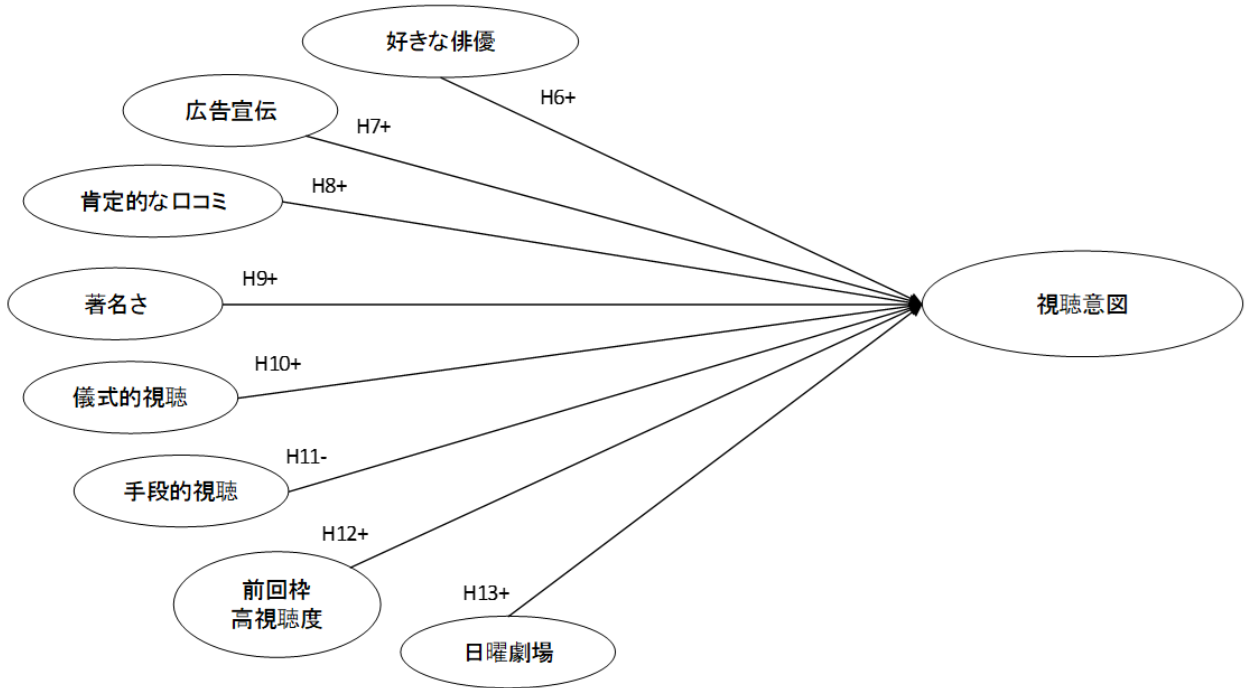 好きな俳優
H6+
広告宣伝
H7+
肯定的な口コミ
H8+
著名さ
H9+
視聴意図
儀式的視聴
H10+
手段的視聴
H11-
前回枠
高視聴度
H12+
日曜劇場
H13+